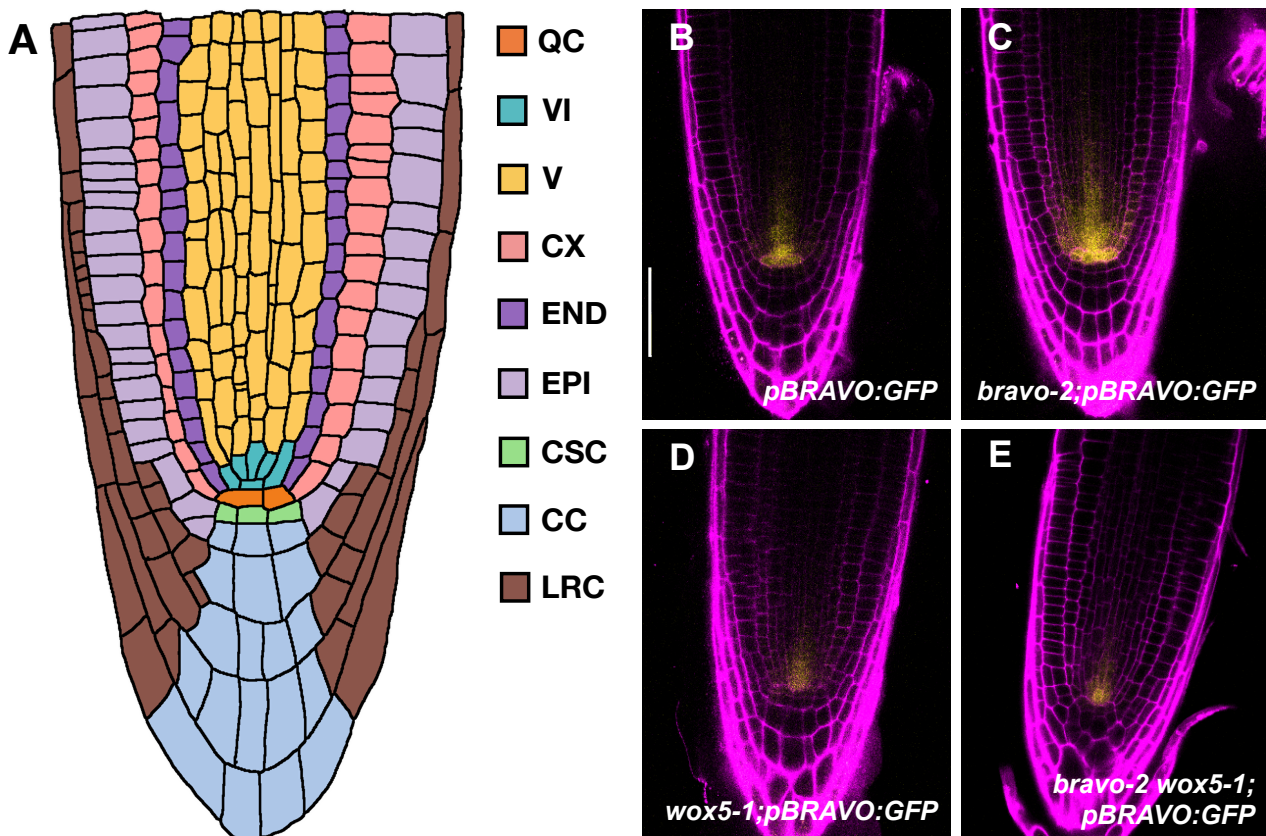 A
QC
VI
V
CX
END
EPI
CSC
CC
LRC
B
pBRAVO:GFP
C
bravo-2;pBRAVO:GFP
D
wox5-1;pBRAVO:GFP
E
bravo-2 wox5-1;
pBRAVO:GFP